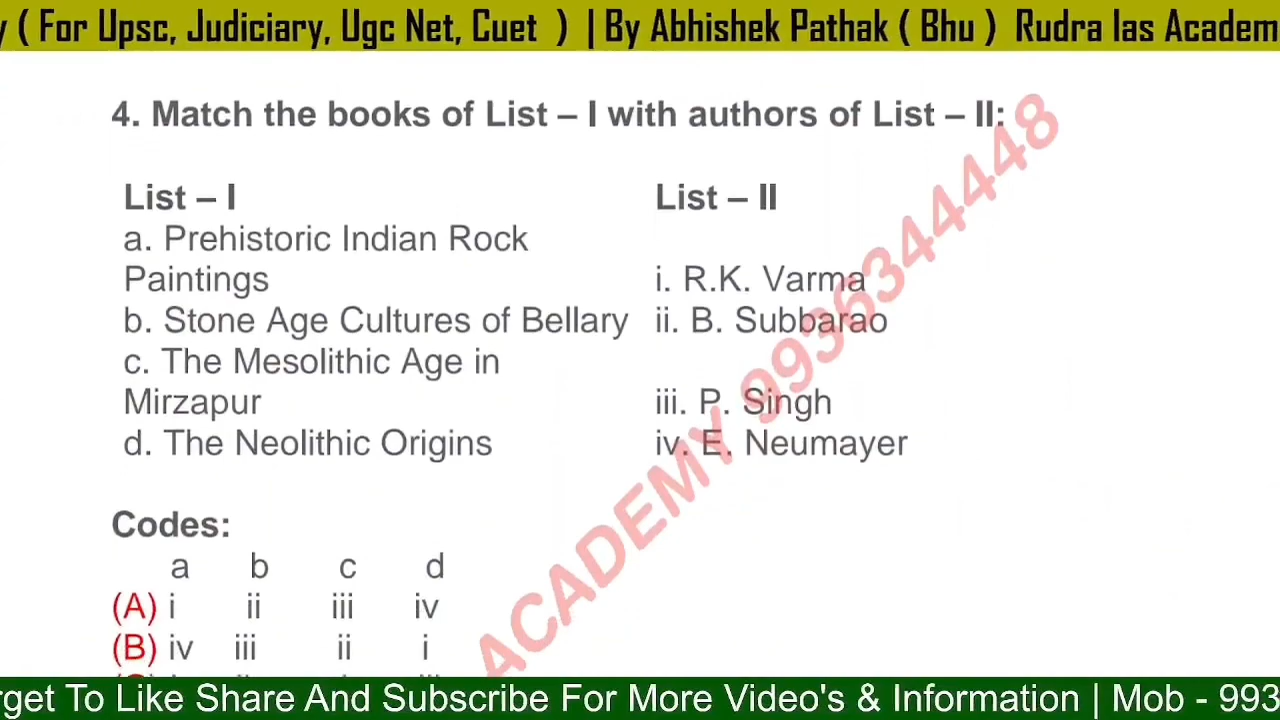 y ( For Upsc, Judiciary, Ugc Net, Cuet ) | By Abhishek Pathak ( Bhu ) Rudra Ias Academ
4. Match the books of List – I with authors of List – II:
List – I List – II
a. Prehistoric Indian Rock
Paintings i. R.K. Varma
b. Stone Age Cultures of Bellary ii. B. Subbarao
c. The Mesolithic Age in
Mirzapur iii. P. Singh
d. The Neolithic Origins iv. E. Neumayer
ACADEMY 9936344448
Codes:
a b c d
(A) i ii iii iv
(B) iv iii ii i
rget To Like Share And Subscribe For More Video's & Information | Mob - 993